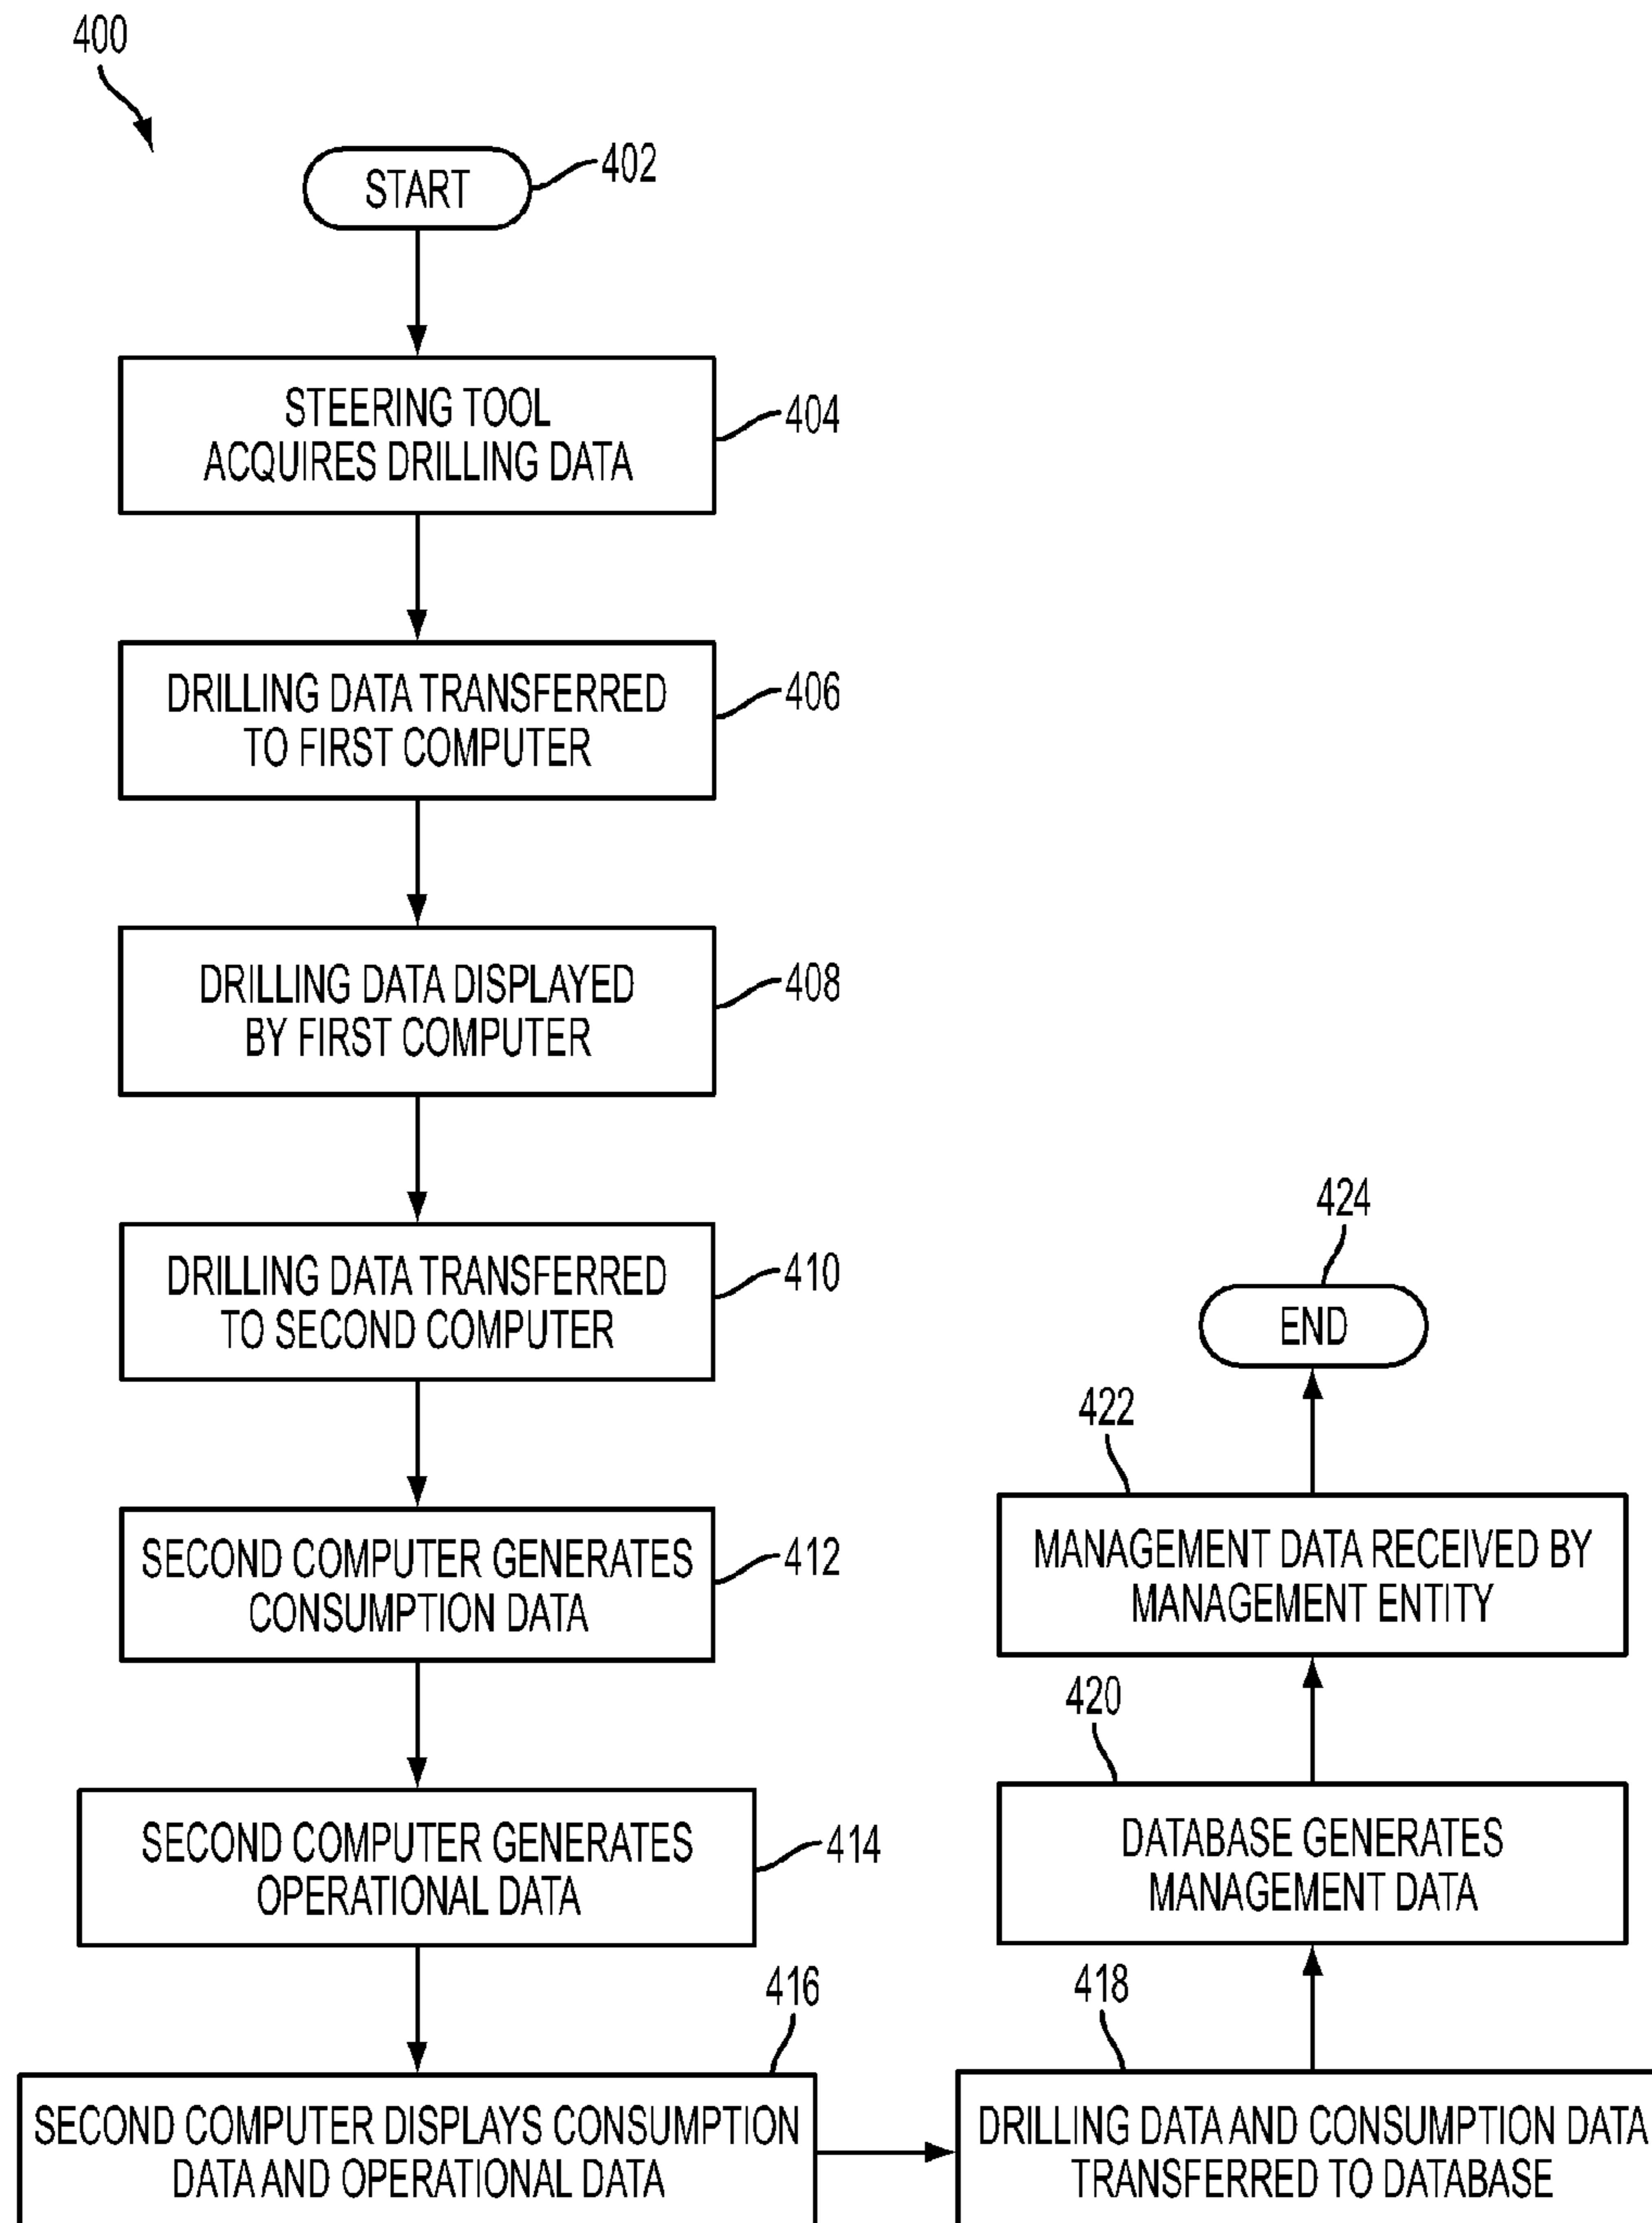 400
START
402
STEERING TOOL
ACQUIRES DRILLING DATA
404
DRILLING DATA TRANSFERRED
TO FIRST COMPUTER
406
DRILLING DATA DISPLAYED
BY FIRST COMPUTER
408
DRILLING DATA TRANSFERRED
TO SECOND COMPUTER
410
SECOND COMPUTER GENERATES
CONSUMPTION DATA
412
SECOND COMPUTER GENERATES
OPERATIONAL DATA
414
416
SECOND COMPUTER DISPLAYS CONSUMPTION
DATA AND OPERATIONAL DATA
418
DRILLING DATA AND CONSUMPTION DATA
TRANSFERRED TO DATABASE
420
DATABASE GENERATES
MANAGEMENT DATA
422
MANAGEMENT DATA RECEIVED BY
MANAGEMENT ENTITY
424
END